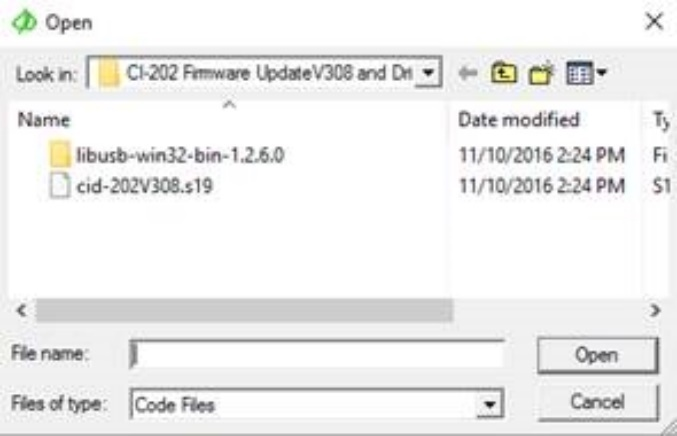 Open
Look in: CI-202 Firmware UpdateV308 and Dri
Name Date modified Ty
libusb-win32-bin-1.2.6.0 11/10/2016 2:24 PM Fi
cid-202V308.s19 11/10/2016 2:24 PM S1
File name: Open
Files of type: Code Files Cancel